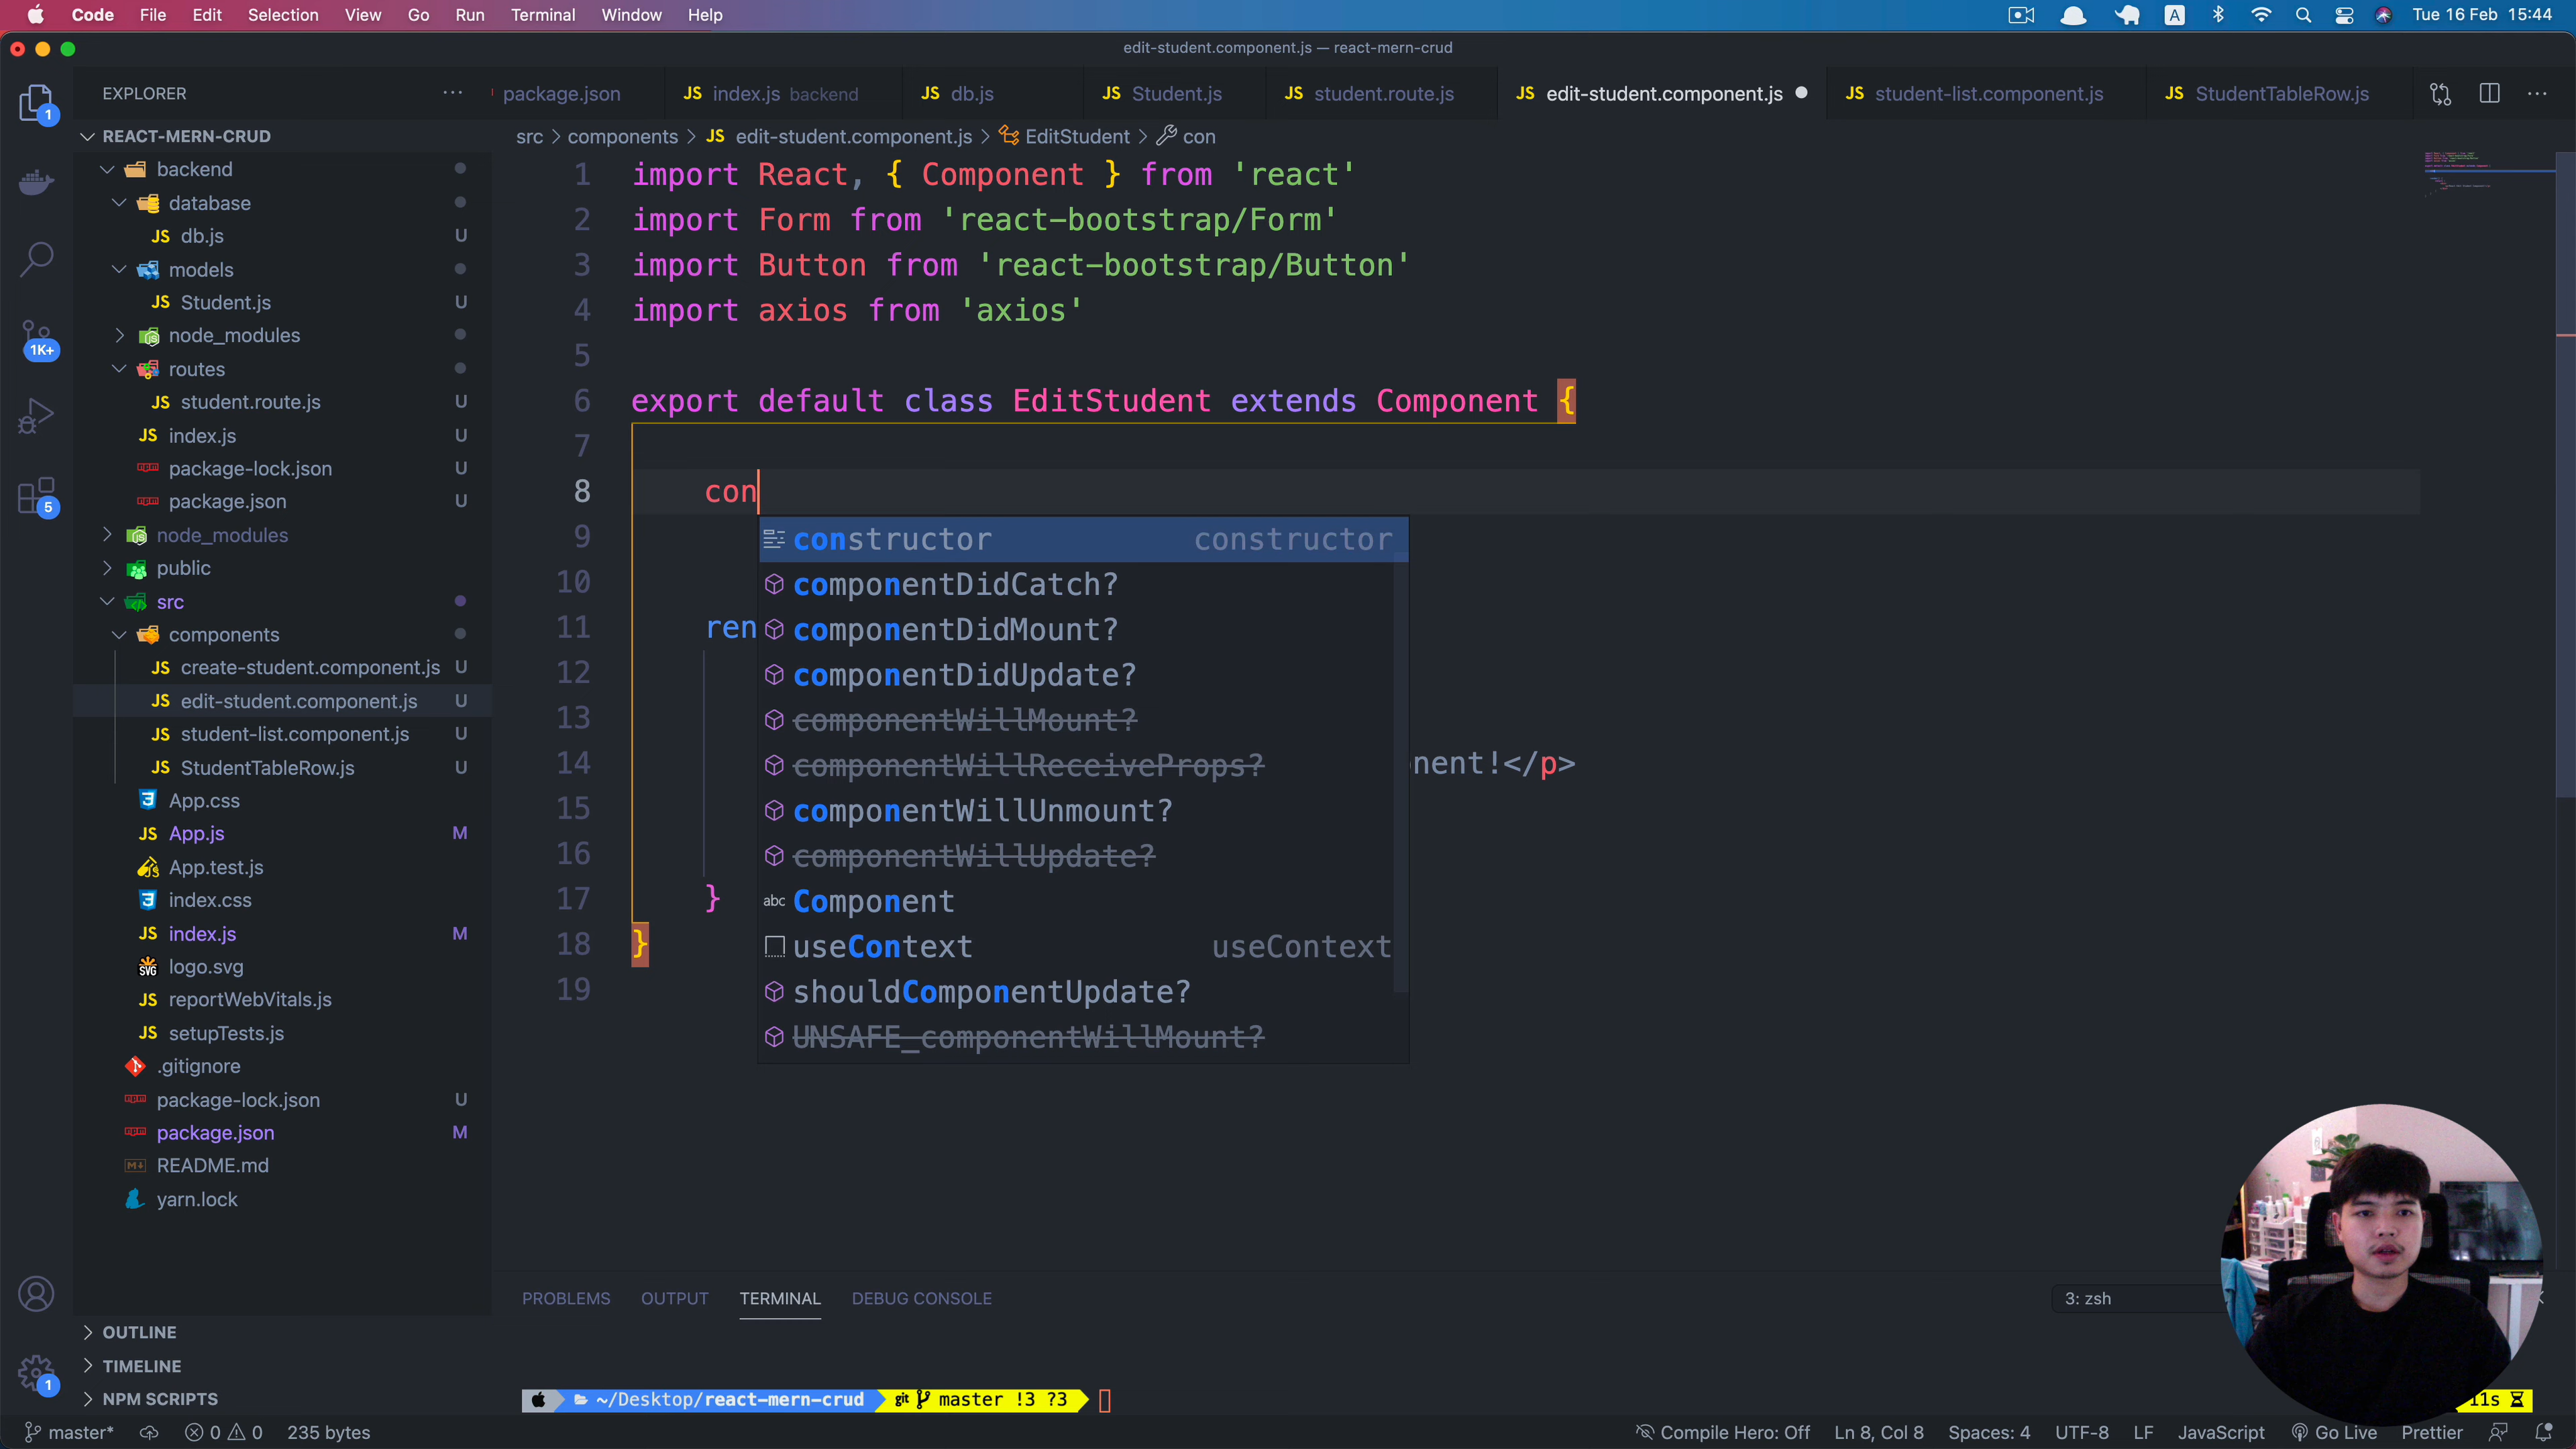 Code File Edit Selection View Go Run Terminal Window Help
A Tue 16 Feb 15:44
edit-student.component.js — react-mern-crud
EXPLORER ...
package.json JS index.js backend JS db.js JS Student.js JS student.route.js JS edit-student.component.js JS student-list.component.js JS StudentTableRow.js ...
src > components > JS edit-student.component.js > EditStudent > con
REACT-MERN-CRUD
backend
database
JS db.js U
models
JS Student.js U
node_modules
routes
JS student.route.js U
JS index.js U
package-lock.json U
package.json U
node_modules
public
src
components
JS create-student.component.js U
JS edit-student.component.js U
JS student-list.component.js U
JS StudentTableRow.js U
App.css
JS App.js M
App.test.js
index.css
JS index.js M
SVG logo.svg
JS reportWebVitals.js
JS setupTests.js
.gitignore
package-lock.json U
package.json M
README.md
yarn.lock
OUTLINE
TIMELINE
NPM SCRIPTS
1
1K+
5
1
1 import React, { Component } from 'react'
2 import Form from 'react-bootstrap/Form'
3 import Button from 'react-bootstrap/Button'
4 import axios from 'axios'
5
6 export default class EditStudent extends Component {
7
8 con
9
10
11 ren
12
13
14 nent!</p>
15
16
17 }
18 }
19
constructor constructor
componentDidCatch?
componentDidMount?
componentDidUpdate?
componentWillMount?
componentWillReceiveProps?
componentWillUnmount?
componentWillUpdate?
abc Component
useContext useContext
shouldComponentUpdate?
UNSAFE_componentWillMount?
PROBLEMS OUTPUT TERMINAL DEBUG CONSOLE 3: zsh
~/Desktop/react-mern-crud git master !3 ?3
11s
master* 0 0 235 bytes Compile Hero: Off Ln 8, Col 8 Spaces: 4 UTF-8 LF JavaScript Go Live Prettier